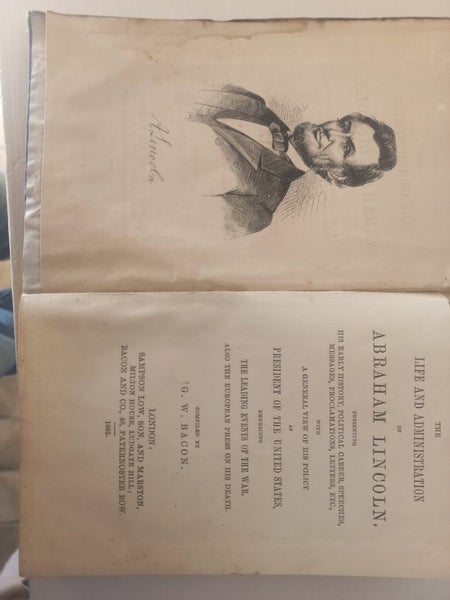 A. Lincoln
THE
LIFE AND ADMINISTRATION
OF
ABRAHAM LINCOLN,
PRESENTING
HIS EARLY HISTORY, POLITICAL CAREER, SPEECHES,
MESSAGES, PROCLAMATIONS, LETTERS, ETC.,
WITH
A GENERAL VIEW OF HIS POLICY
AS
PRESIDENT OF THE UNITED STATES,
EMBRACING
THE LEADING EVENTS OF THE WAR.
ALSO THE EUROPEAN PRESS ON HIS DEATH.
COMPILED BY
G. W. BACON.
LONDON:
SAMPSON LOW, SON, AND MARSTON,
MILTON HOUSE, LUDGATE HILL;
BACON AND CO., 48, PATERNOSTER ROW.
1865.